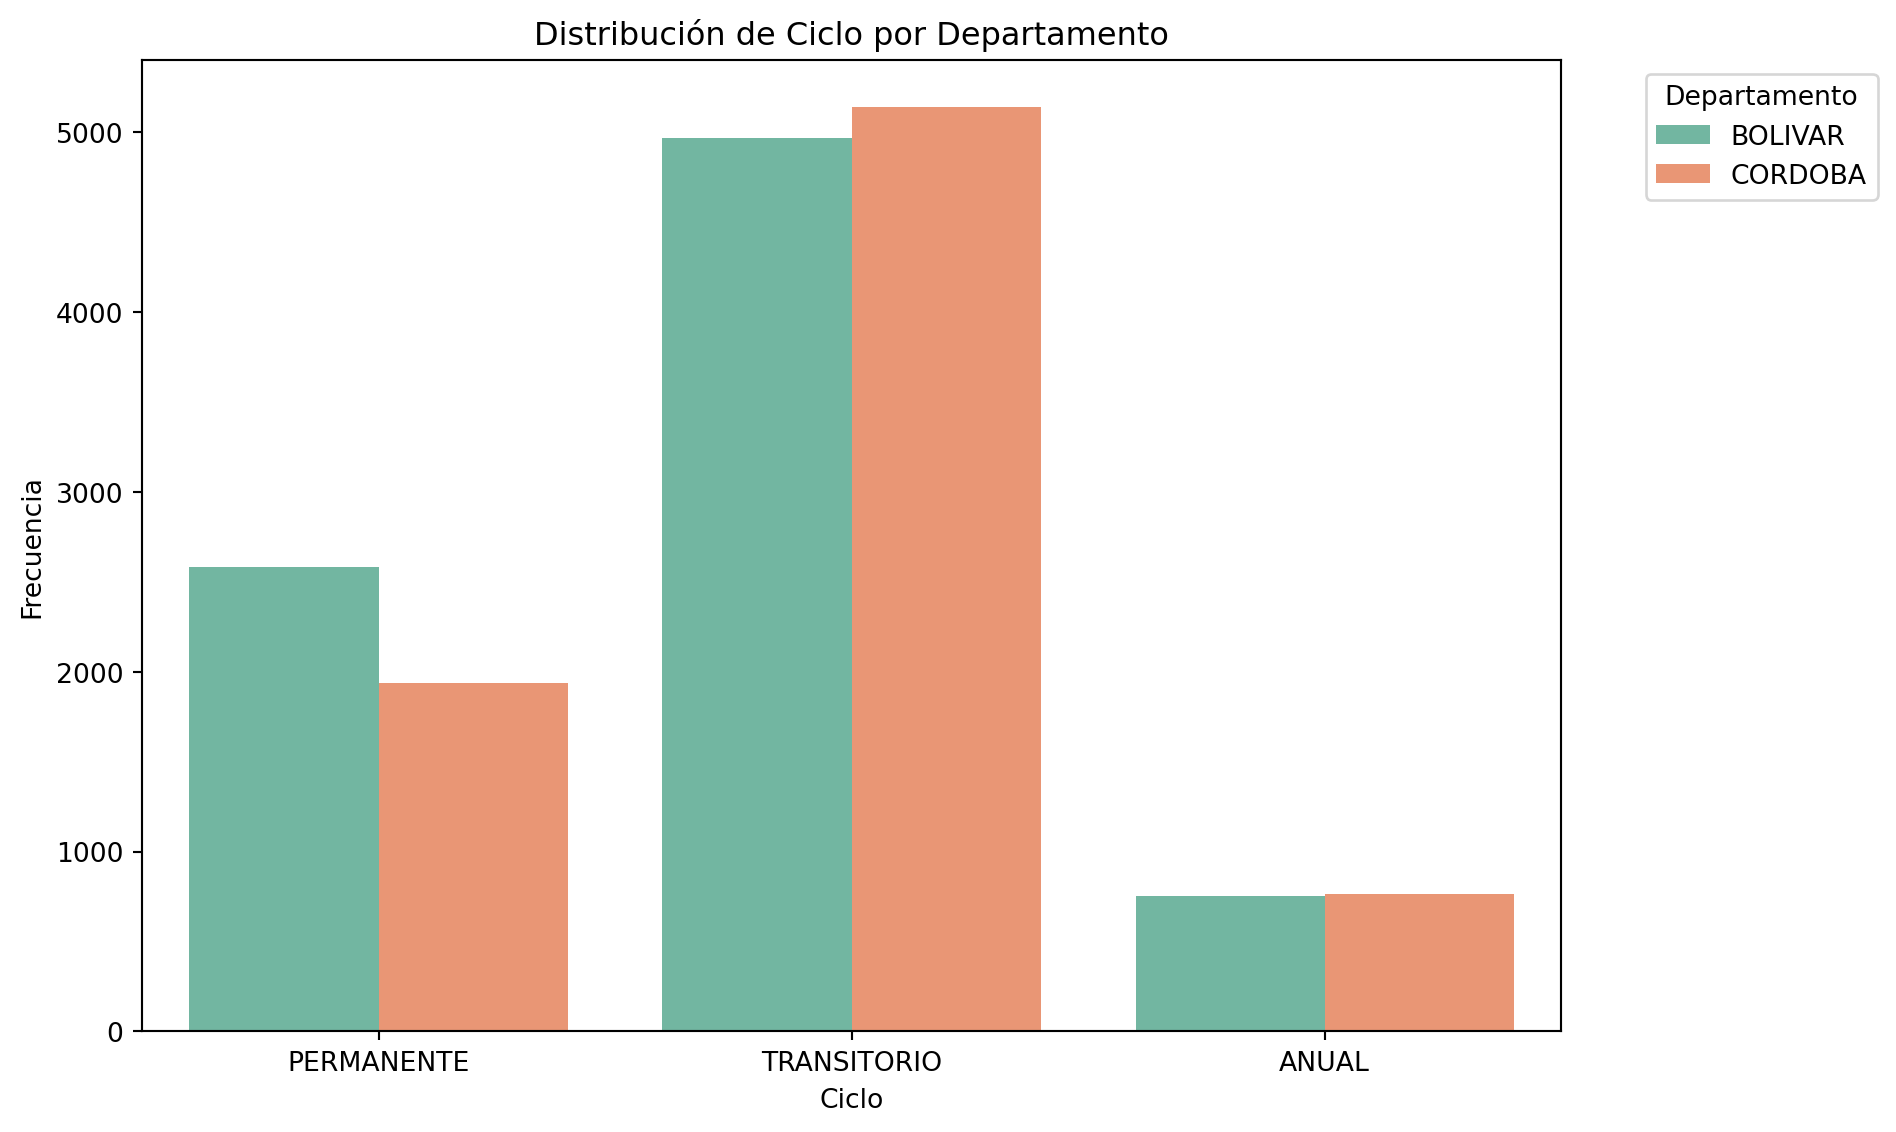 Distribución de Ciclo por Departamento
Frecuencia
5000
4000
3000
2000
1000
0
PERMANENTE
TRANSITORIO
ANUAL
Ciclo
Departamento
BOLIVAR
CORDOBA